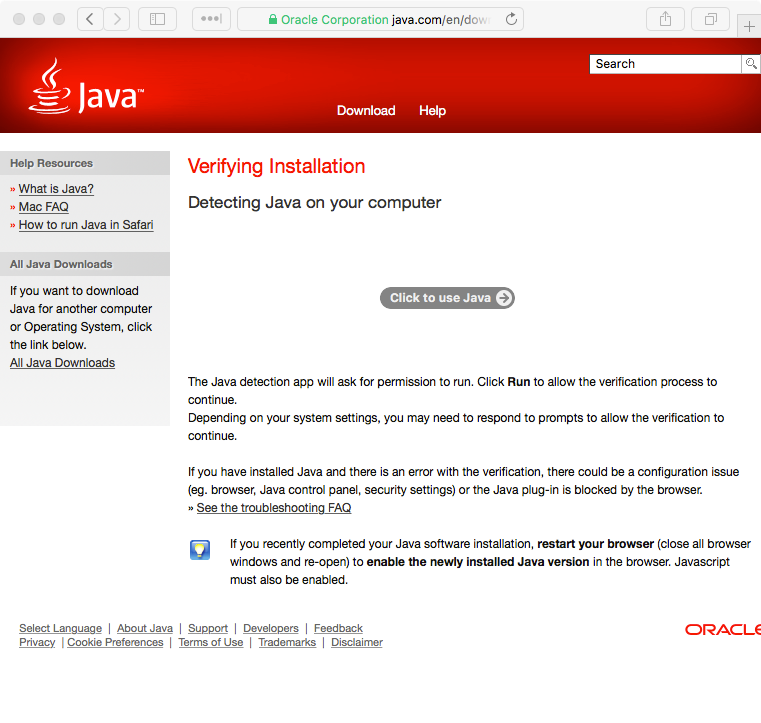 Oracle Corporation java.com/en/dow
Search
Java™
Download Help
Help Resources
» What is Java?
» Mac FAQ
» How to run Java in Safari
All Java Downloads
If you want to download
Java for another computer
or Operating System, click
the link below.
All Java Downloads
Verifying Installation
Detecting Java on your computer
Click to use Java
The Java detection app will ask for permission to run. Click Run to allow the verification process to
continue.
Depending on your system settings, you may need to respond to prompts to allow the verification to
continue.
If you have installed Java and there is an error with the verification, there could be a configuration issue
(eg. browser, Java control panel, security settings) or the Java plug-in is blocked by the browser.
» See the troubleshooting FAQ
If you recently completed your Java software installation, restart your browser (close all browser
windows and re-open) to enable the newly installed Java version in the browser. Javascript
must also be enabled.
Select Language | About Java | Support | Developers | Feedback
Privacy | Cookie Preferences | Terms of Use | Trademarks | Disclaimer
ORACLE